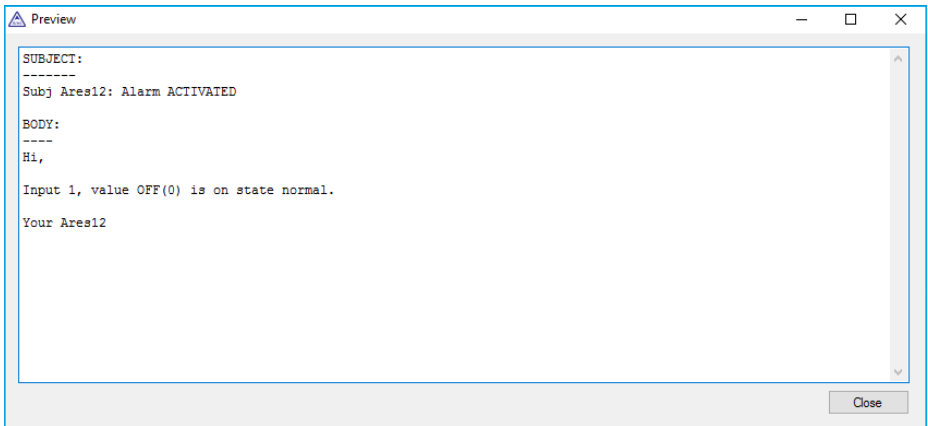 Preview
SUBJECT:
-------
Subj Ares12: Alarm ACTIVATED
BODY:
----
Hi,
Input 1, value OFF(0) is on state normal.
Your Ares12
Close